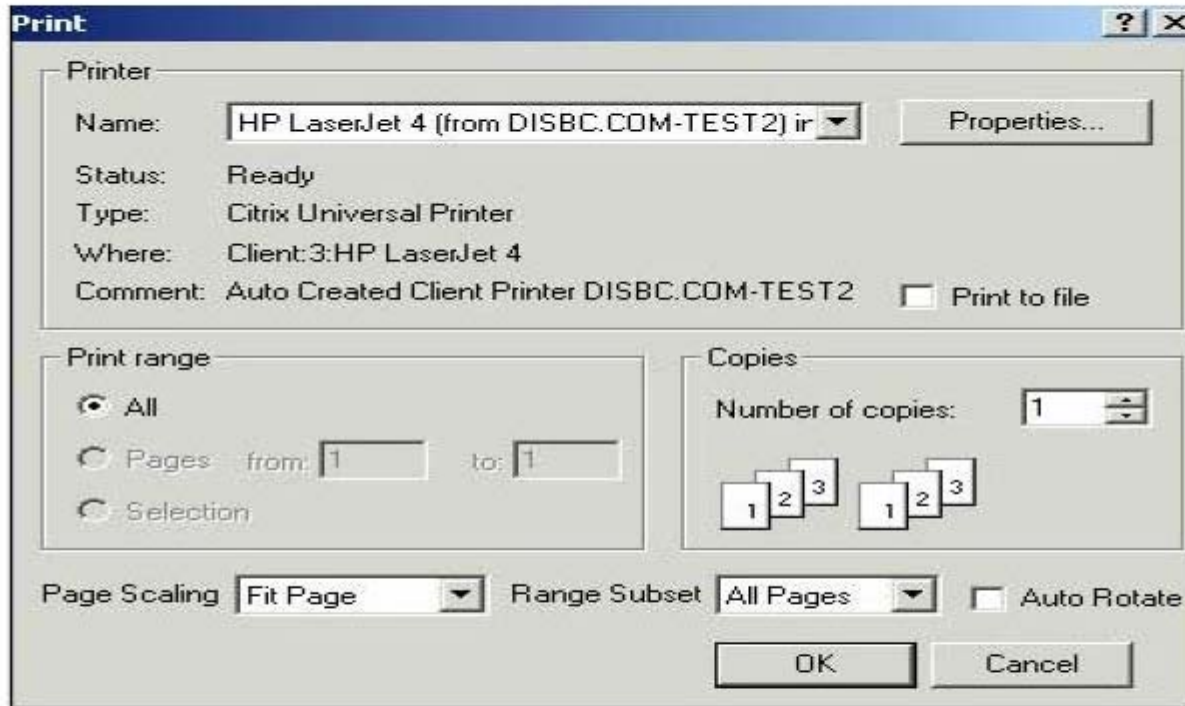 Print
Printer
Name: HP LaserJet 4 (from DISBC.COM-TEST2) ir Properties...
Status: Ready
Type: Citrix Universal Printer
Where: Client:3:HP LaserJet 4
Comment: Auto Created Client Printer DISBC.COM-TEST2 Print to file
Print range
All
Pages from: 1 to: 1
Selection
Copies
Number of copies: 1
1 2 3 1 2 3
Page Scaling Fit Page Range Subset All Pages Auto Rotate
OK Cancel